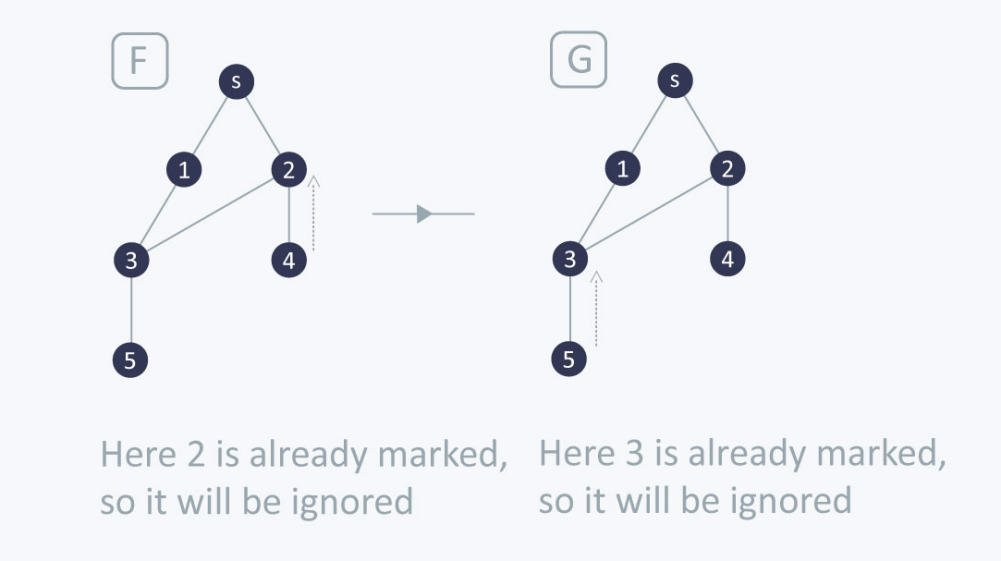 F
s
1
2
3
4
5
Here 2 is already marked,
so it will be ignored
G
s
1
2
3
4
5
Here 3 is already marked,
so it will be ignored